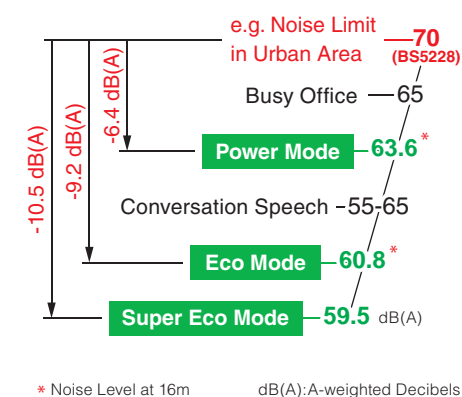 e.g. Noise Limit
in Urban Area
70
(BS5228)
Busy Office
65
Power Mode
63.6*
Conversation Speech
55-65
Eco Mode
60.8*
Super Eco Mode
59.5 dB(A)
-6.4 dB(A)
-9.2 dB(A)
-10.5 dB(A)
* Noise Level at 16m
dB(A):A-weighted Decibels